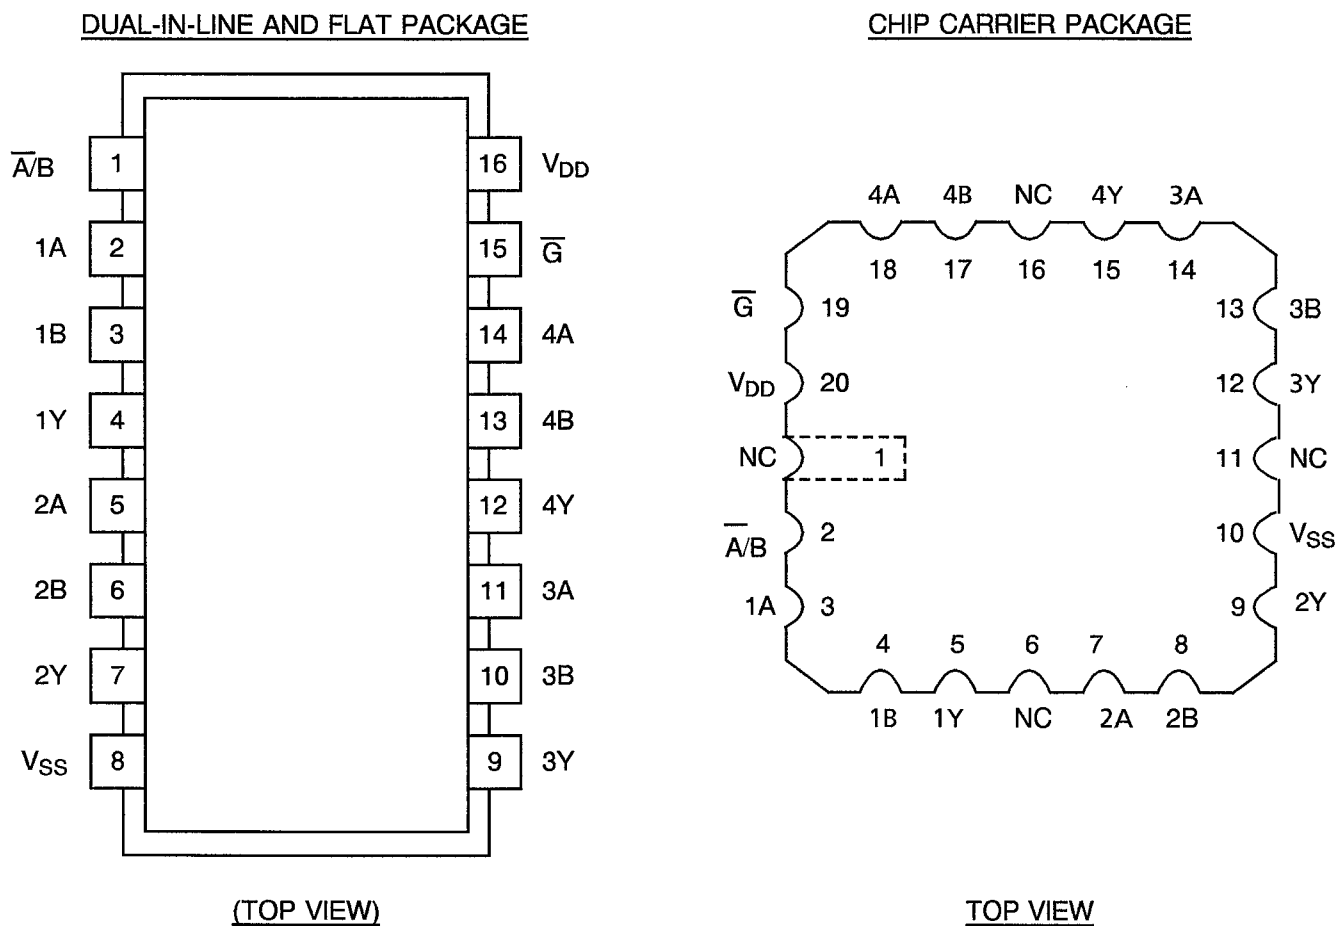 DUAL-IN-LINE AND FLAT PACKAGE
A̅/B 1 16 VDD
1A 2 15 G̅
1B 3 14 4A
1Y 4 13 4B
2A 5 12 4Y
2B 6 11 3A
2Y 7 10 3B
VSS 8 9 3Y
(TOP VIEW)
CHIP CARRIER PACKAGE
4A 4B NC 4Y 3A
18 17 16 15 14
G̅ 19 13 3B
VDD 20 12 3Y
NC 1 11 NC
A̅/B 2 10 VSS
1A 3 9 2Y
4 5 6 7 8
1B 1Y NC 2A 2B
TOP VIEW